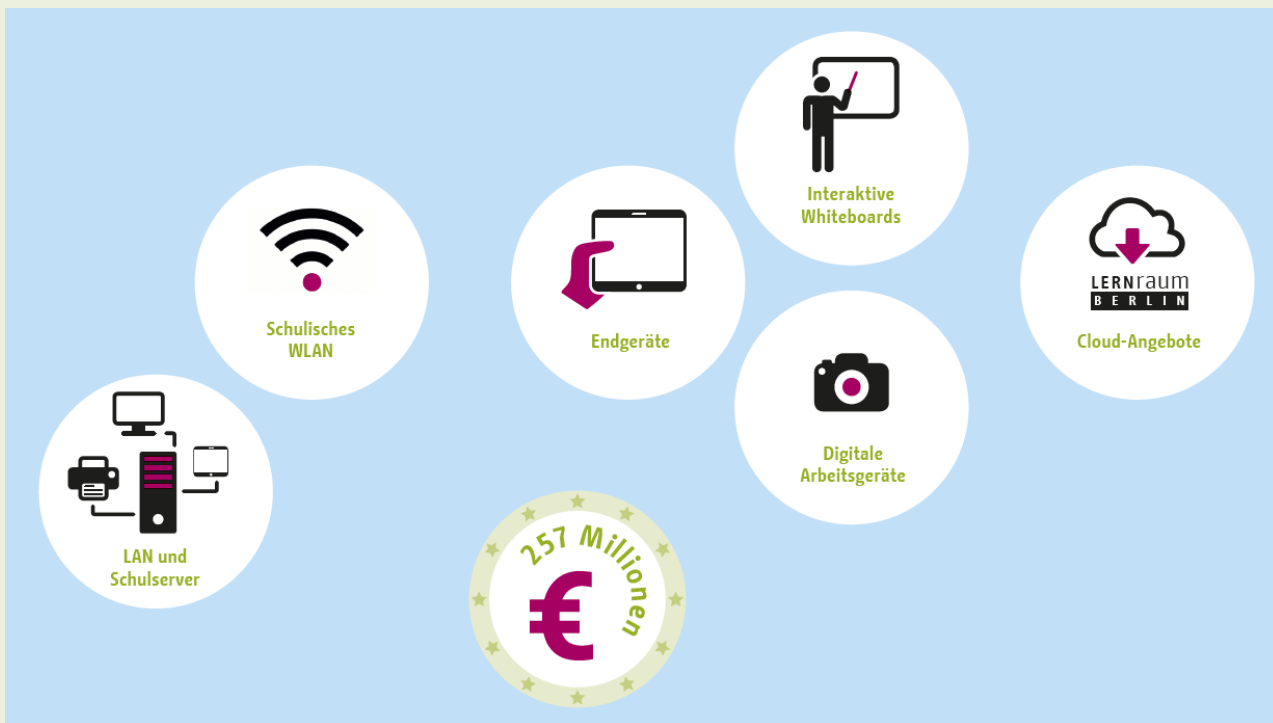 Interaktive
Whiteboards
Schulisches
WLAN
Endgeräte
LERNraum
BERLIN
Cloud-Angebote
Digitale
Arbeitsgeräte
LAN und
Schulserver
257 Millionen
€